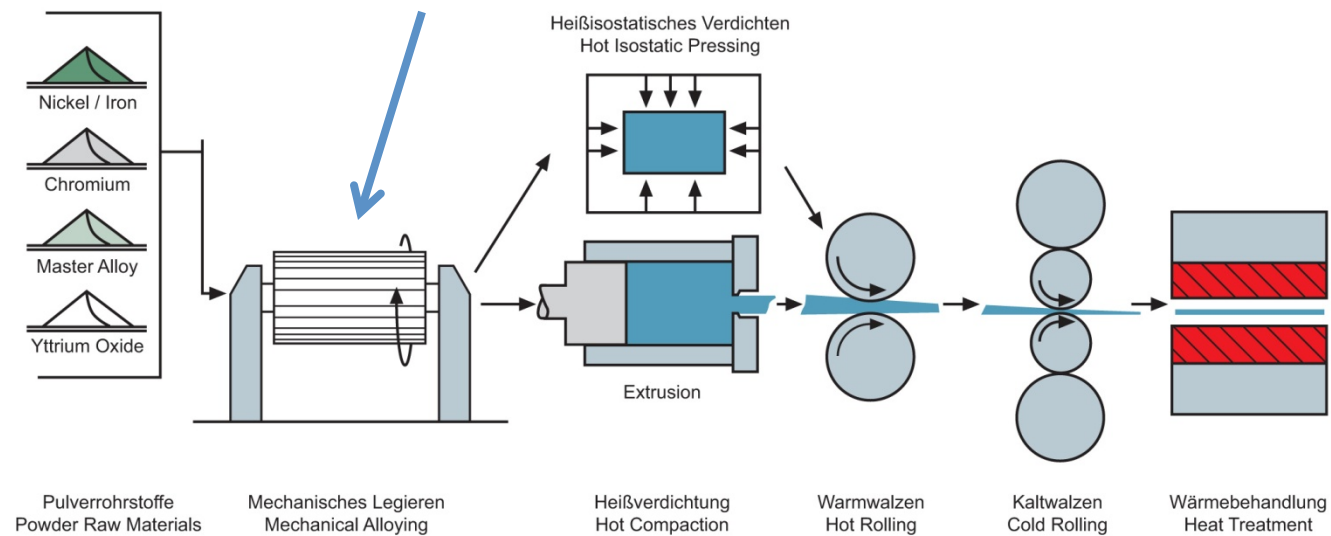 Heißisostatisches Verdichten
Hot Isostatic Pressing
Nickel / Iron
Chromium
Master Alloy
Yttrium Oxide
Extrusion
Pulverrohrstoffe
Powder Raw Materials
Mechanisches Legieren
Mechanical Alloying
Heißverdichtung
Hot Compaction
Warmwalzen
Hot Rolling
Kaltwalzen
Cold Rolling
Wärmebehandlung
Heat Treatment